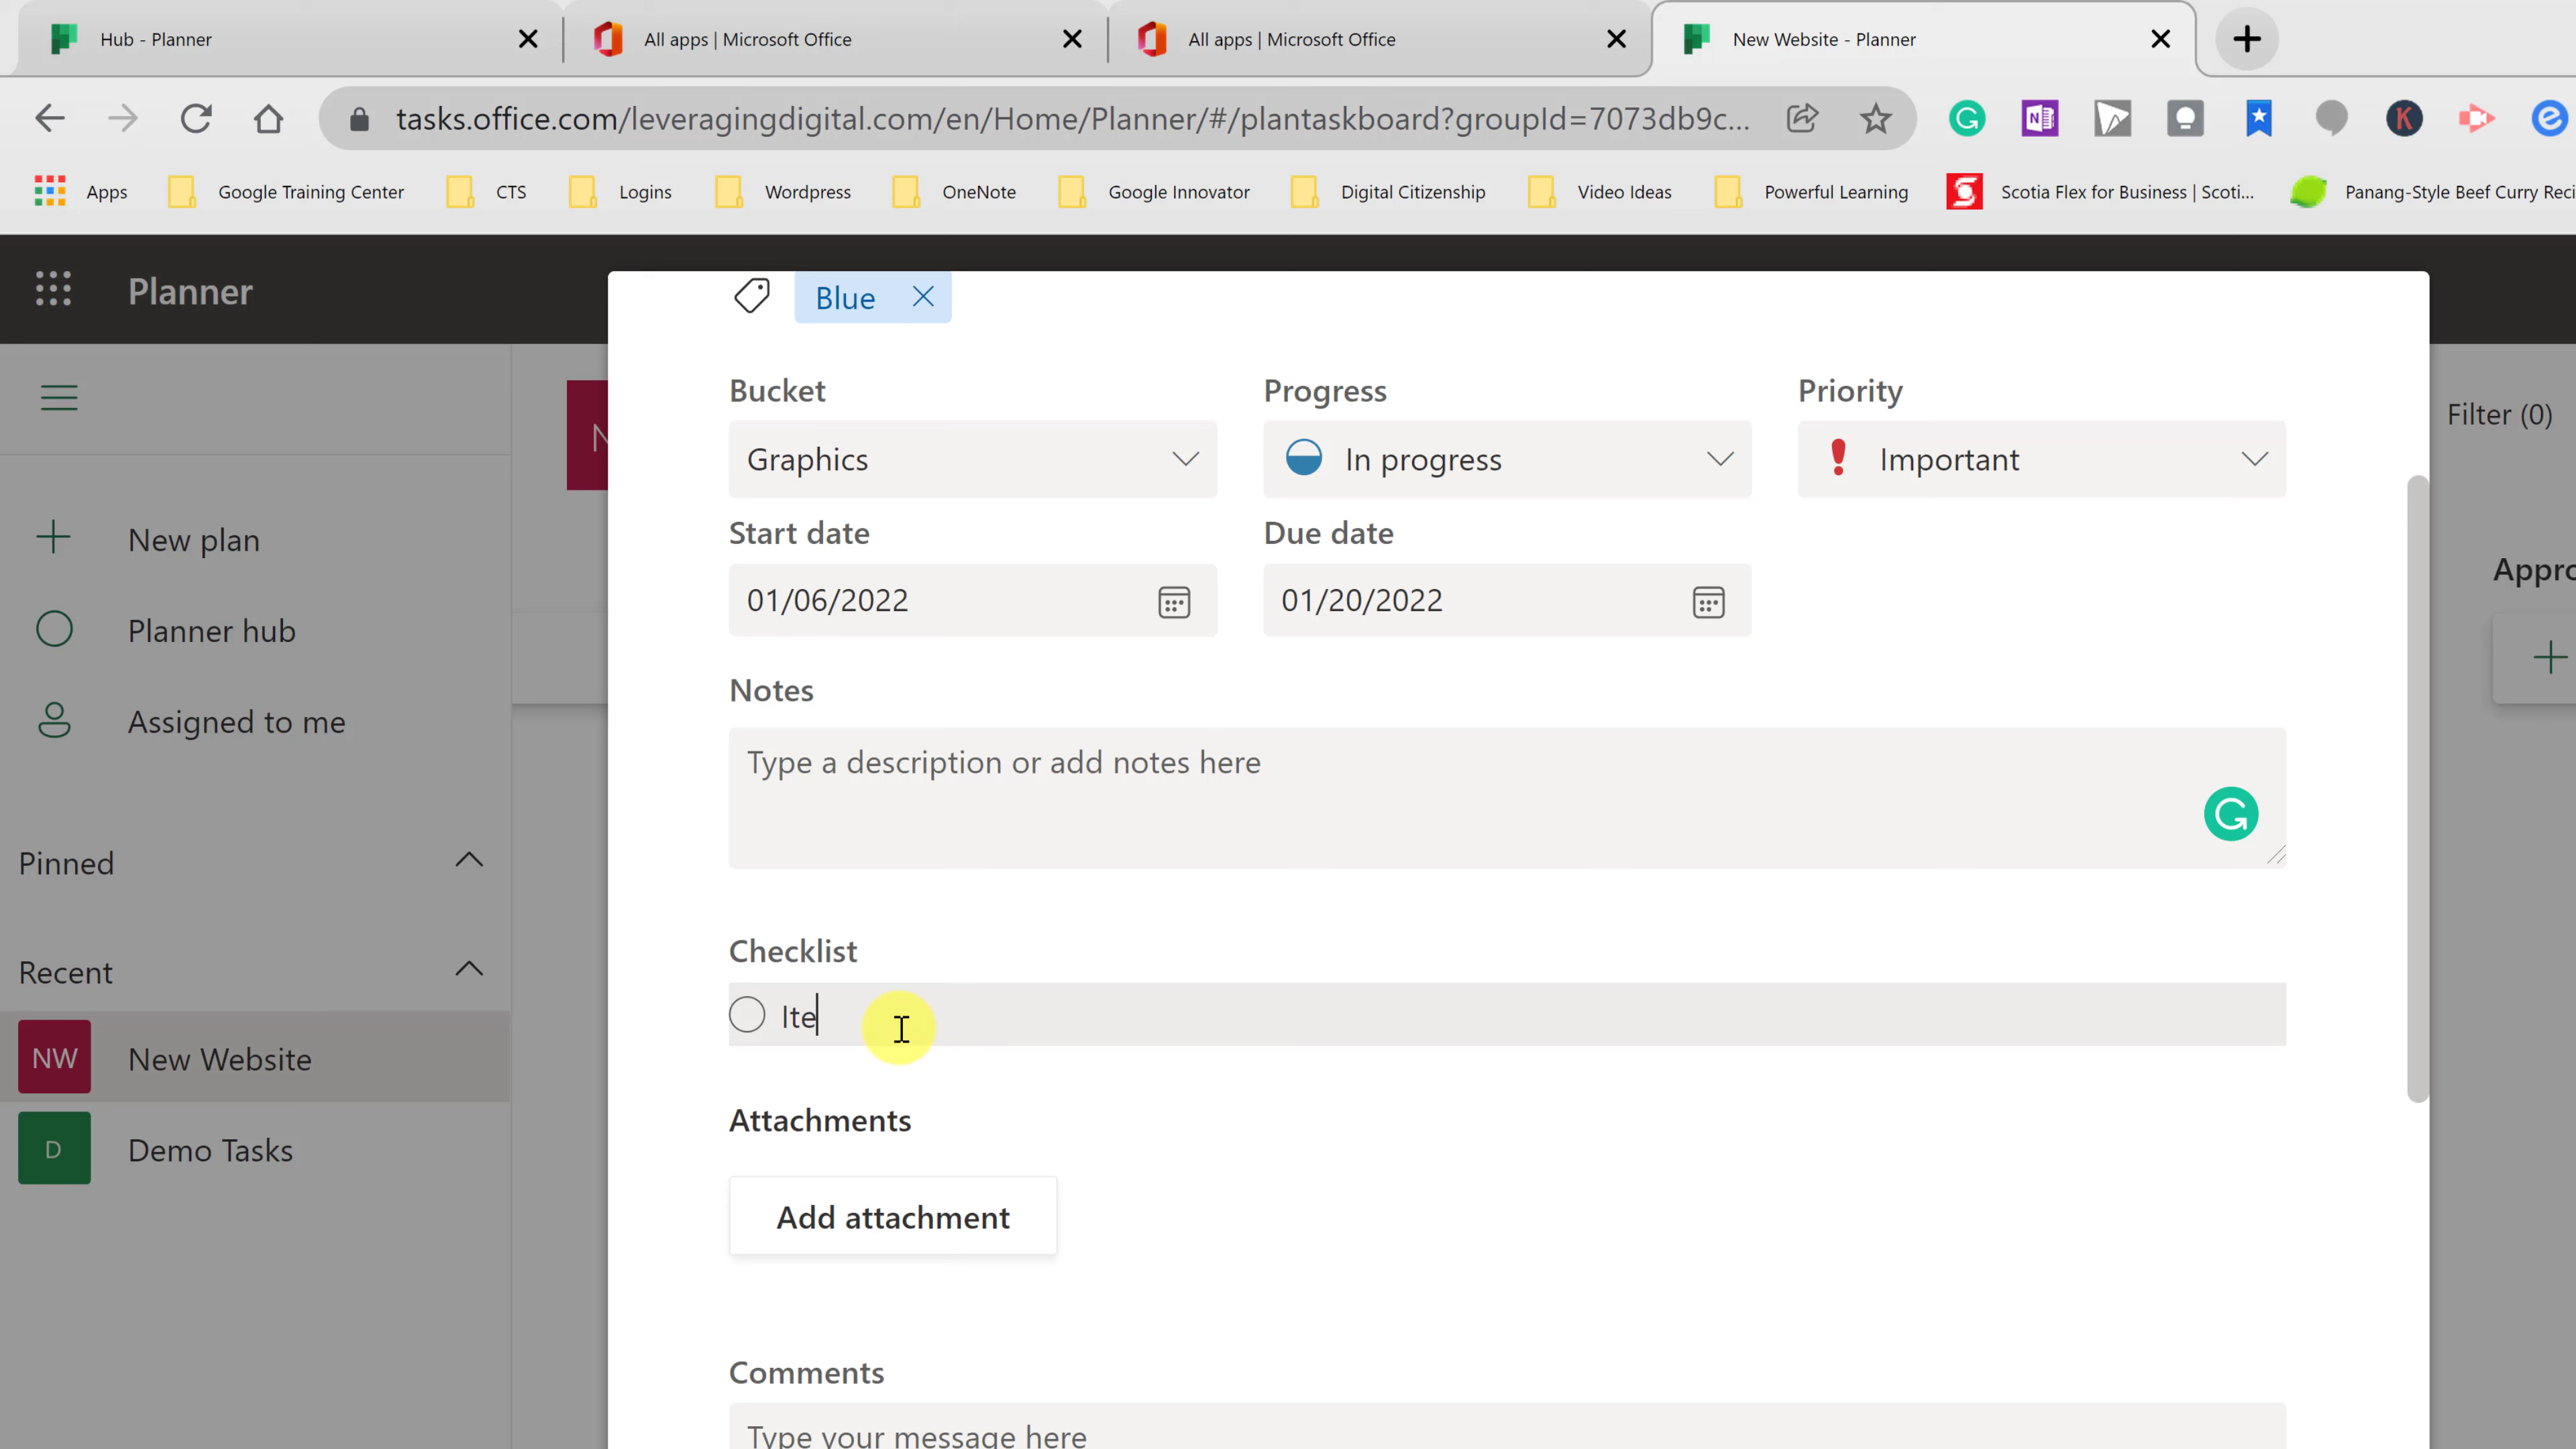 Hub - Planner
All apps | Microsoft Office
All apps | Microsoft Office
New Website - Planner
tasks.office.com/leveragingdigital.com/en/Home/Planner/#/plantaskboard?groupId=7073db9c...
Apps
Google Training Center
CTS
Logins
Wordpress
OneNote
Google Innovator
Digital Citizenship
Video Ideas
Powerful Learning
Scotia Flex for Business | Scoti...
Panang-Style Beef Curry Reci
Planner
Blue
Bucket
Progress
Priority
Filter (0)
Graphics
In progress
Important
New plan
Start date
Due date
Appro
01/06/2022
01/20/2022
Planner hub
Assigned to me
Notes
Type a description or add notes here
Pinned
Checklist
Recent
Ite
NW
New Website
Attachments
D
Demo Tasks
Add attachment
Comments
Type your message here